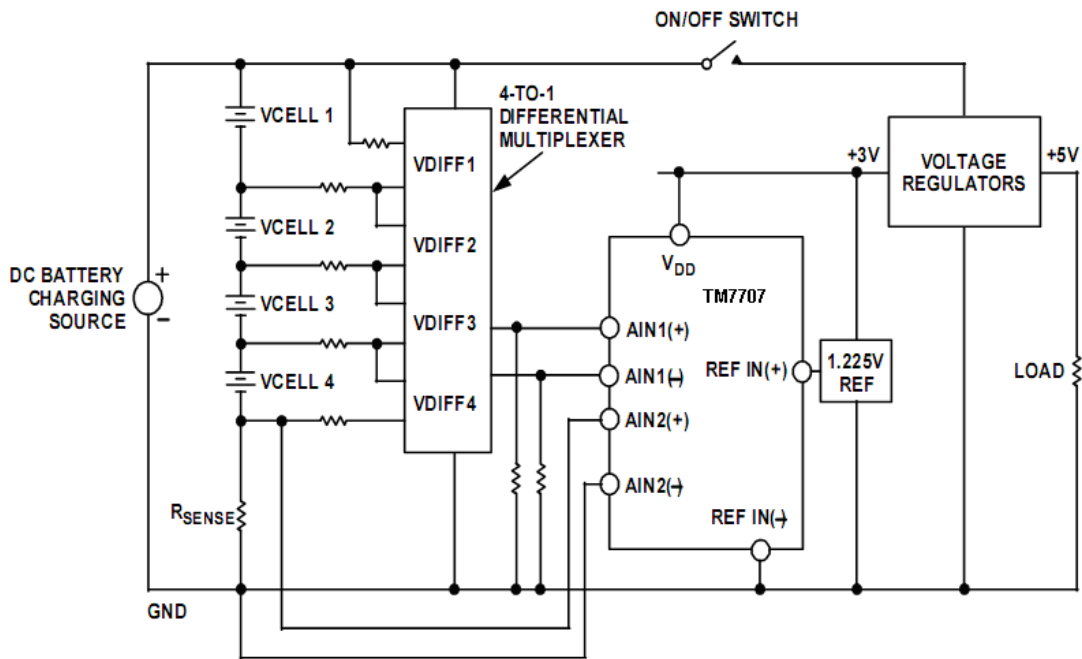 ON/OFF SWITCH
4-TO-1
DIFFERENTIAL
MULTIPLEXER
VCELL 1
VDIFF1
+3V
VOLTAGE
REGULATORS
+5V
VCELL 2
VDIFF2
VDD
TM7707
DC BATTERY
CHARGING
SOURCE
+
–
VCELL 3
VDIFF3
AIN1(+)
AIN1(–)
REF IN(+)
1.225V
REF
LOAD
VCELL 4
VDIFF4
AIN2(+)
AIN2(–)
RSENSE
REF IN(–)
GND